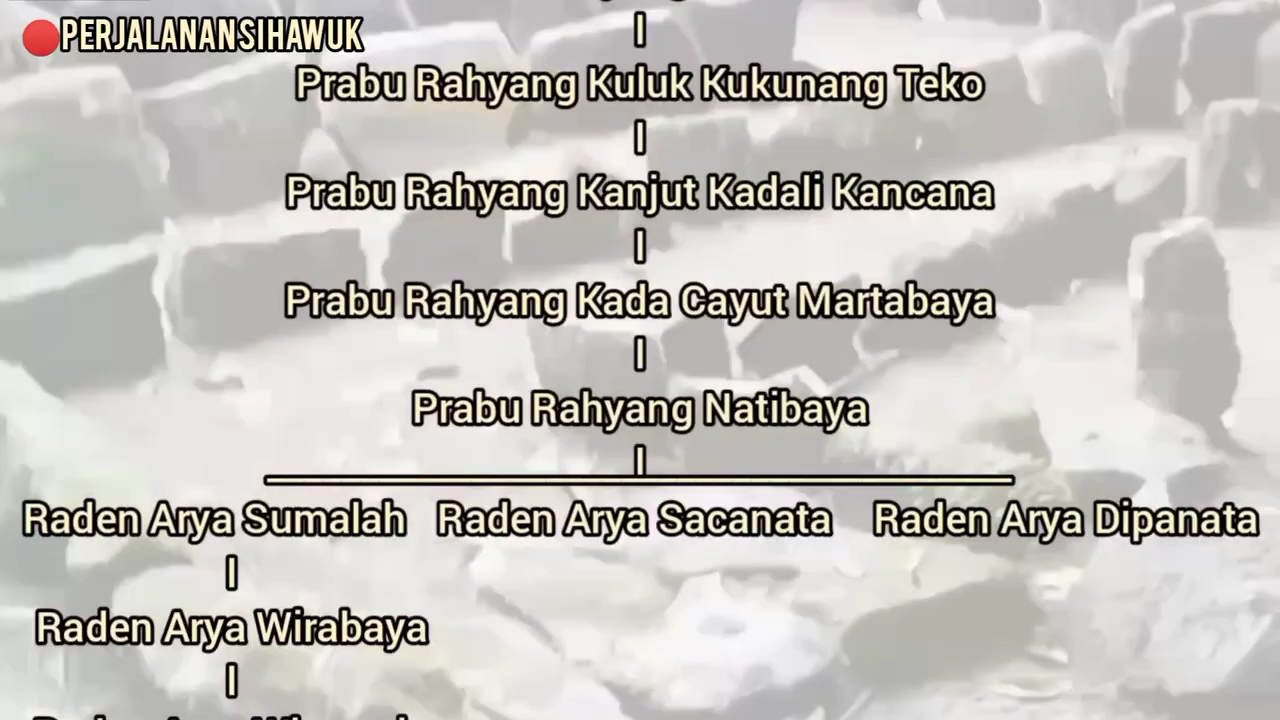 PERJALANANSIHAWUK
Prabu Rahyang Kuluk Kukunang Teko
Prabu Rahyang Kanjut Kadali Kancana
Prabu Rahyang Kada Cayut Martabaya
Prabu Rahyang Natibaya
Raden Arya Sumalah Raden Arya Sacanata Raden Arya Dipanata
Raden Arya Wirabaya